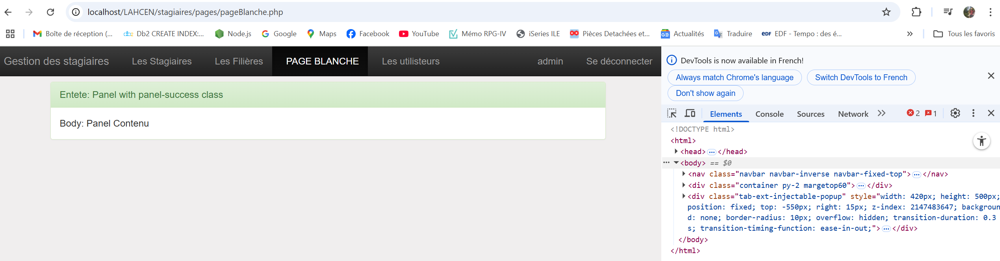 localhost/LAHCEN/stagiaires/pages/pageBlanche.php
Boîte de réception (... Db2 CREATE INDEX:... Node.js Google Maps Facebook YouTube Mémo RPG-IV iSeries ILE Pièces Detachées et... Actualités Traduire EDF EDF - Tempo : des é... Tous les favoris
Gestion des stagiaires Les Stagiaires Les Filières PAGE BLANCHE Les utilisteurs admin Se déconnecter
Entete: Panel with panel-success class
Body: Panel Contenu
DevTools is now available in French!
Always match Chrome's language Switch DevTools to French
Don't show again
Elements Console Sources Network 2 1
<!DOCTYPE html>
<html>
<head>…</head>
<body> == $0
<nav class="navbar navbar-inverse navbar-fixed-top">…</nav>
<div class="container py-2 margetop60">…</div>
<div class="tab-ext-injectable-popup" style="width: 420px; height: 500px;
position: fixed; top: -550px; right: 15px; z-index: 2147483647; backgroun
d: none; border-radius: 10px; overflow: hidden; transition-duration: 0.3
s; transition-timing-function: ease-in-out;">…</div>
</body>
</html>